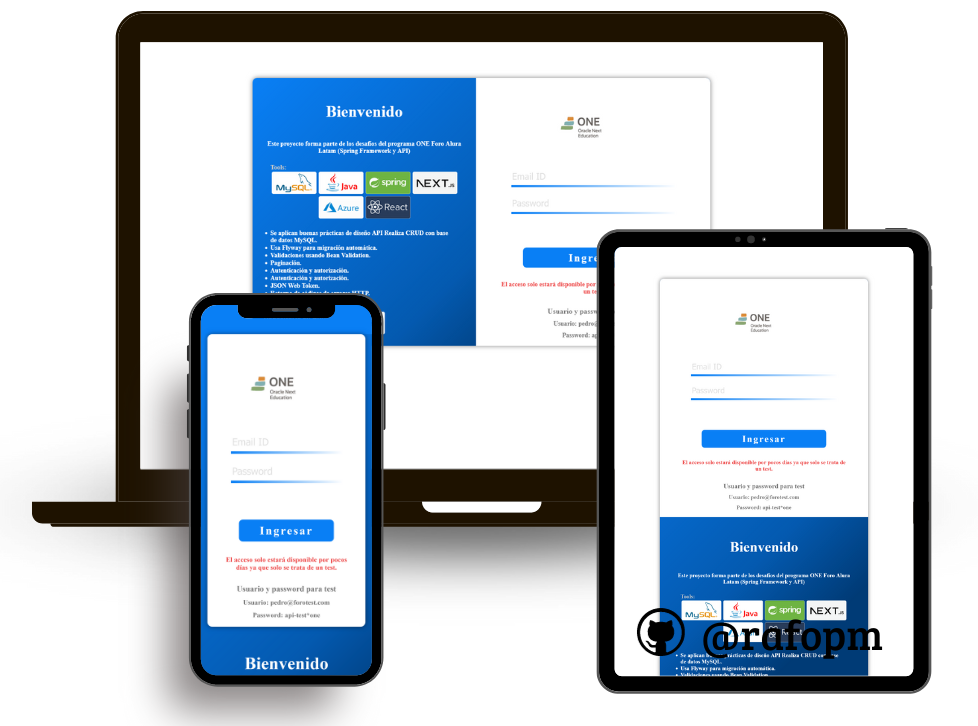 Bienvenido
Este proyecto forma parte de los desafíos del programa ONE Foro Alura
Latam (Spring Framework y API)
Tools:
MySQL
Java
spring
NEXT.JS
Azure
React
Se aplican buenas prácticas de diseño API Realiza CRUD con base
de datos MySQL.
Usa Flyway para migración automática.
Validaciones usando Bean Validation.
Paginación.
Autenticación y autorización.
Autenticación y autorización.
JSON Web Token.
ONE
Oracle Next
Education
Email ID
Password
Ingre
El acceso solo estará disponible por
un te
Usuario y passw
Usuario: pedro@
Password: api
ONE
Oracle Next
Education
Email ID
Password
Ingresar
El acceso solo estará disponible por pocos
días ya que solo se trata de un test.
Usuario y password para test
Usuario: pedro@forotest.com
Password: api-test*one
Bienvenido
ONE
Oracle Next
Education
Email ID
Password
Ingresar
El acceso solo estará disponible por pocos días ya que solo se trata de
un test.
Usuario y password para test
Usuario: pedro@forotest.com
Password: api-test*one
Bienvenido
Este proyecto forma parte de los desafíos del programa ONE Foro Alura
Latam (Spring Framework y API)
Tools:
MySQL
Java
spring
NEXT.JS
React
@rdfopm
Se aplican buenas prácticas de diseño API Realiza CRUD con base
de datos MySQL.
Usa Flyway para migración automática.
Validaciones usando Bean Validation.